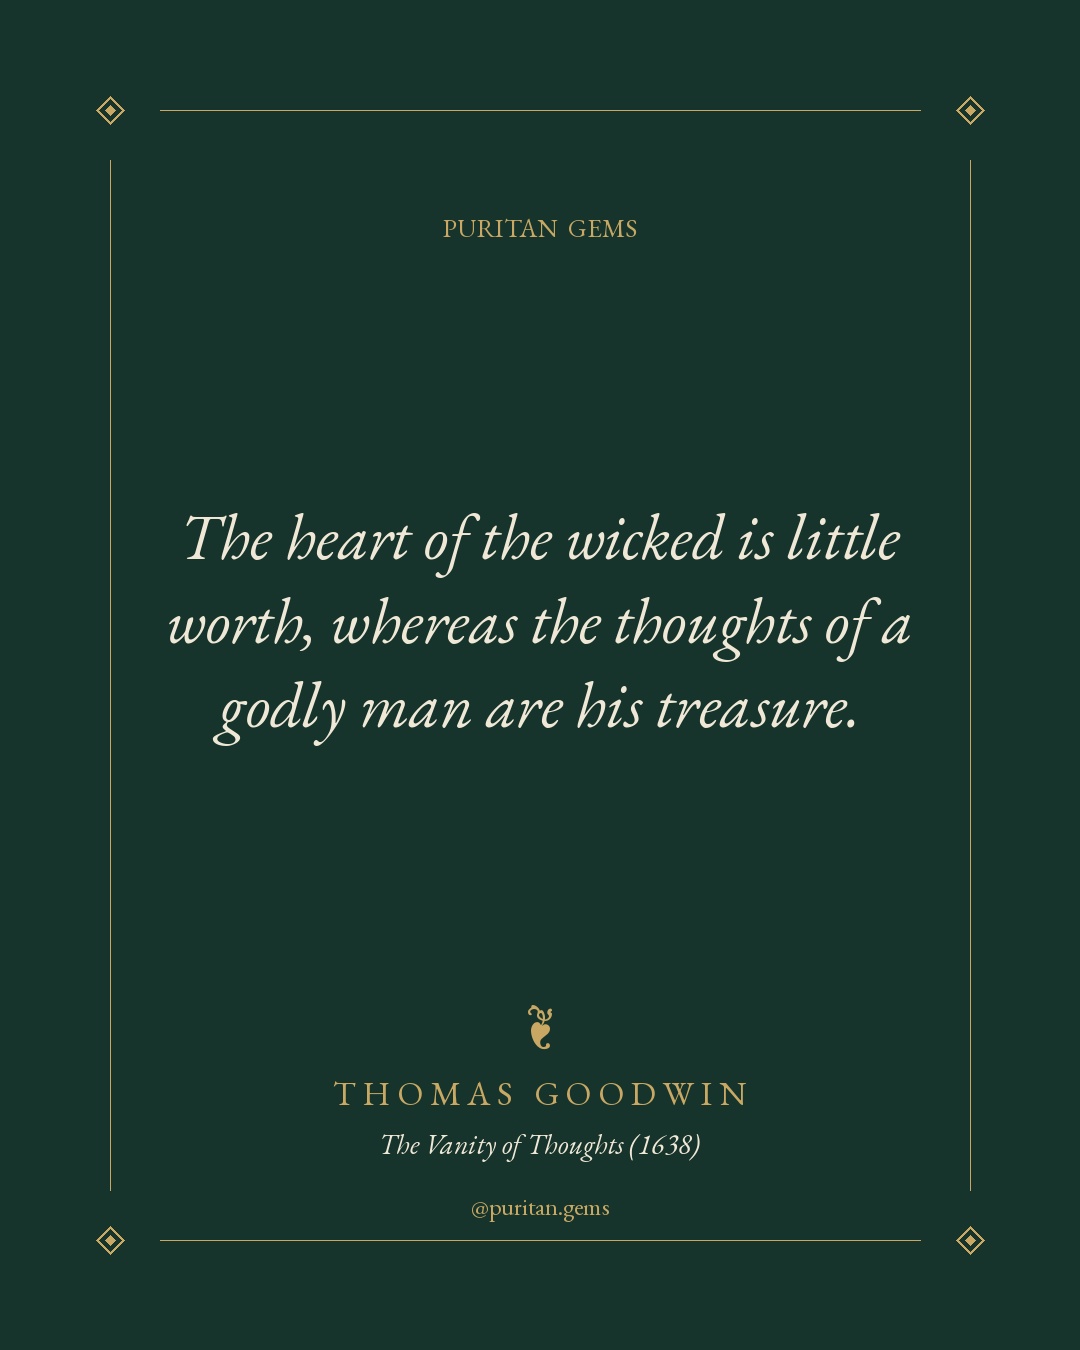 PURITAN GEMS
The heart of the wicked is little
worth, whereas the thoughts of a
godly man are his treasure.
THOMAS GOODWIN
The Vanity of Thoughts (1638)
@puritan.gems